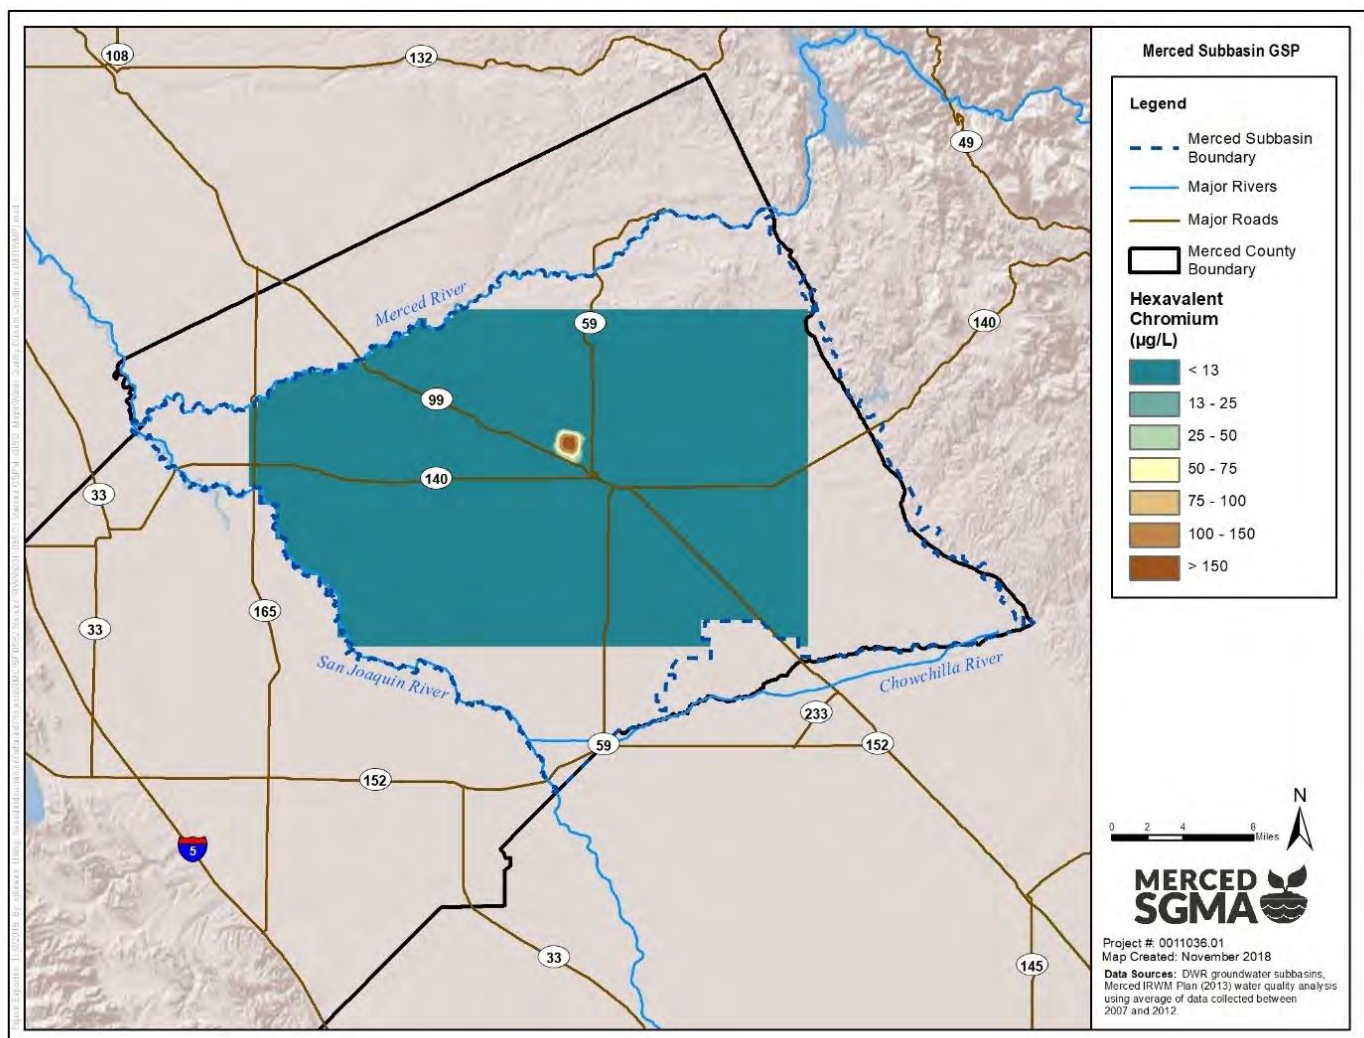 108
132
49
Merced River
59
140
99
140
33
165
33
San Joaquin River
Chowchilla River
233
59
152
152
5
33
145
Merced Subbasin GSP
Legend
Merced Subbasin
Boundary
Major Rivers
Major Roads
Merced County
Boundary
Hexavalent
Chromium
(µg/L)
< 13
13 - 25
25 - 50
50 - 75
75 - 100
100 - 150
> 150
N
0 2 4 8
Miles
MERCED
SGMA
Project #: 0011036.01
Map Created: November 2018
Data Sources: DWR groundwater subbasins,
Merced IRWM Plan (2013) water quality analysis
using average of data collected between
2007 and 2012.